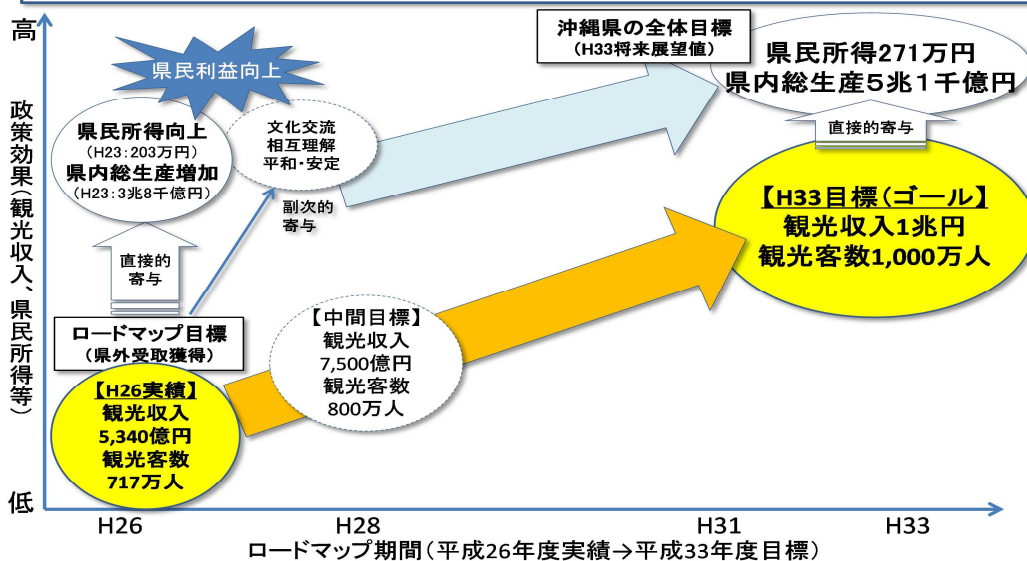 高
政策効果(観光収入、県民所得等)
低
県民利益向上
県民所得向上
(H23:203万円)
県内総生産増加
(H23:3兆8千億円)
文化交流
相互理解
平和・安定
副次的
寄与
直接的
寄与
沖縄県の全体目標
(H33将来展望値)
県民所得271万円
県内総生産5兆1千億円
直接的寄与
【H33目標(ゴール】
観光収入1兆円
観光客数1,000万人
ロードマップ目標
(県外受取獲得)
【H26実績】
観光収入
5,340億円
観光客数
717万人
【中間目標】
観光収入
7,500億円
観光客数
800万人
H26
H28
H31
H33
ロードマップ期間(平成26年度実績→平成33年度目標)